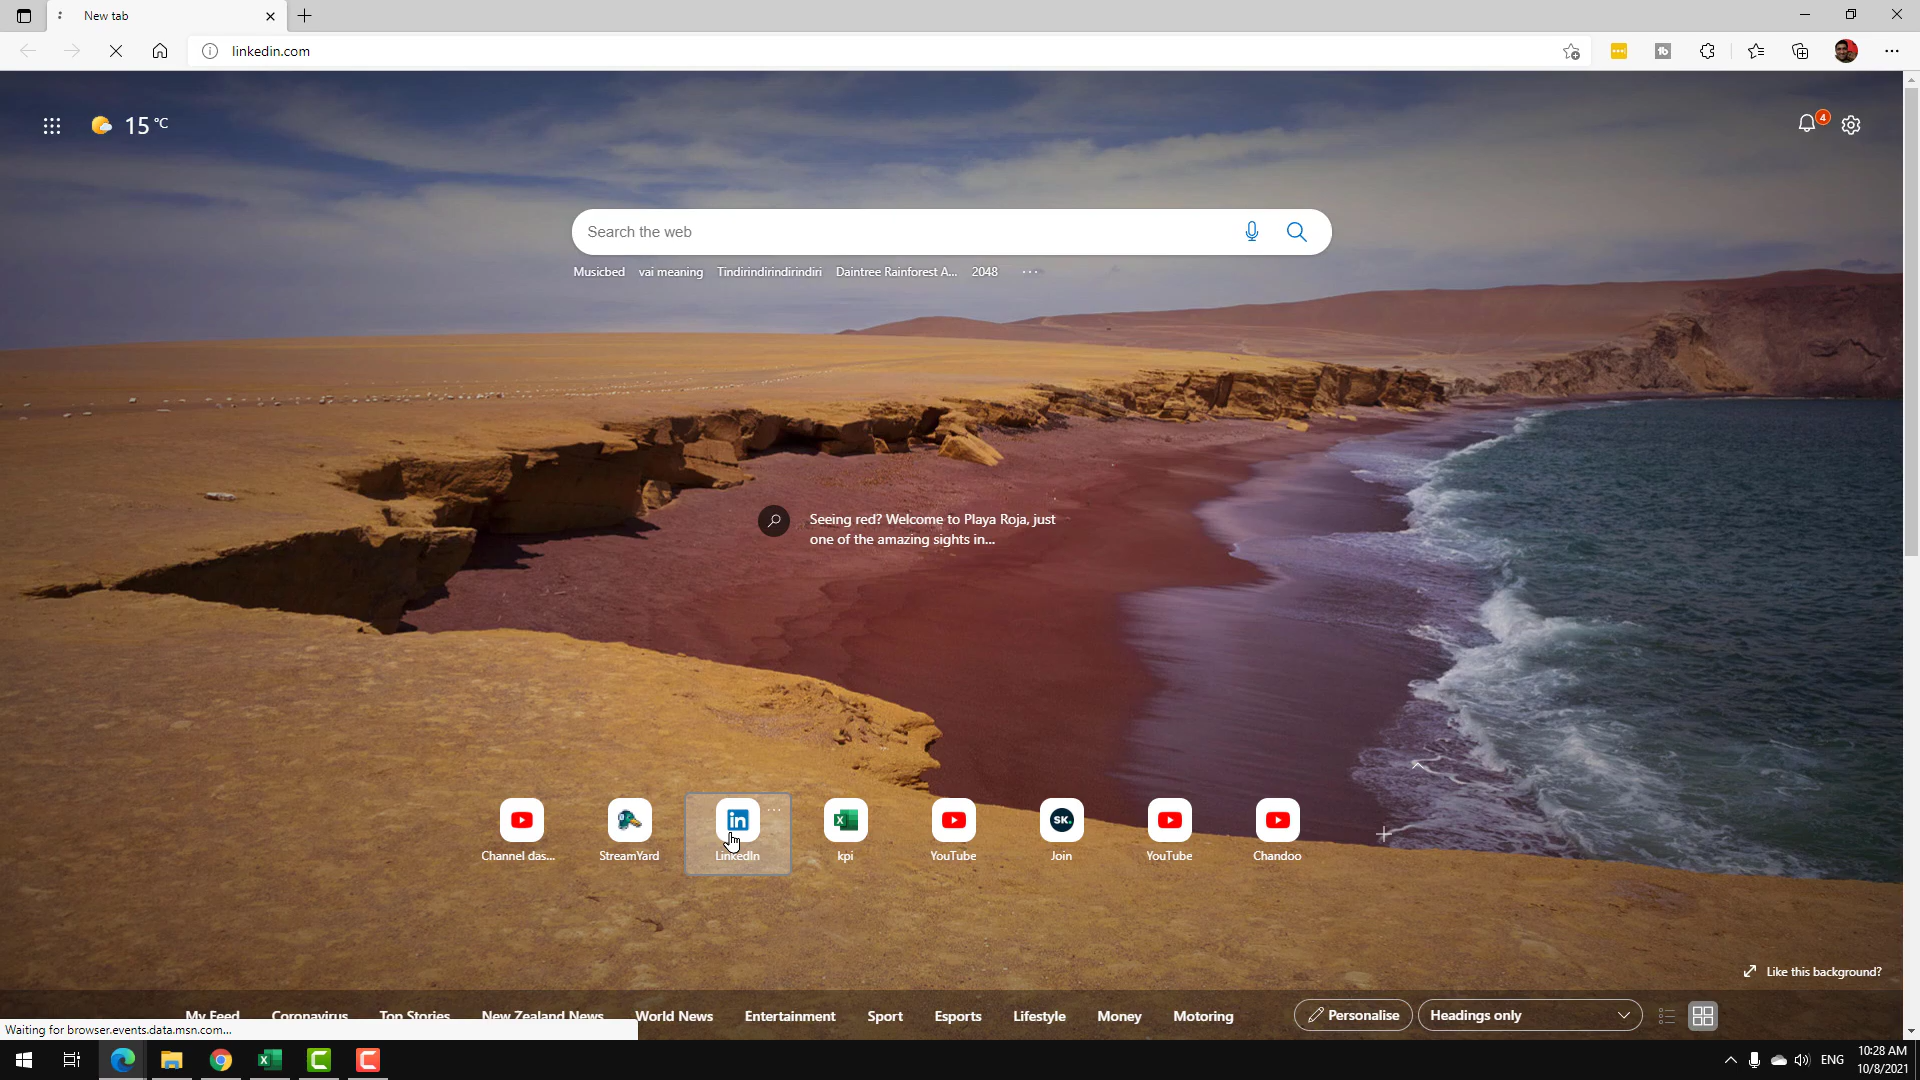 New tab
linkedin.com
15 °C
4
Search the web
Musicbed vai meaning Tindirindirindirindiri Daintree Rainforest A... 2048 ...
Seeing red? Welcome to Playa Roja, just
one of the amazing sights in...
in
X
SK.
Channel das... StreamYard LinkedIn kpi YouTube Join YouTube Chandoo
Like this background?
My Feed Coronavirus Top Stories New Zealand News World News Entertainment Sport Esports Lifestyle Money Motoring Personalise Headings only
Waiting for browser.events.data.msn.com...
ENG
10:28 AM
10/8/2021